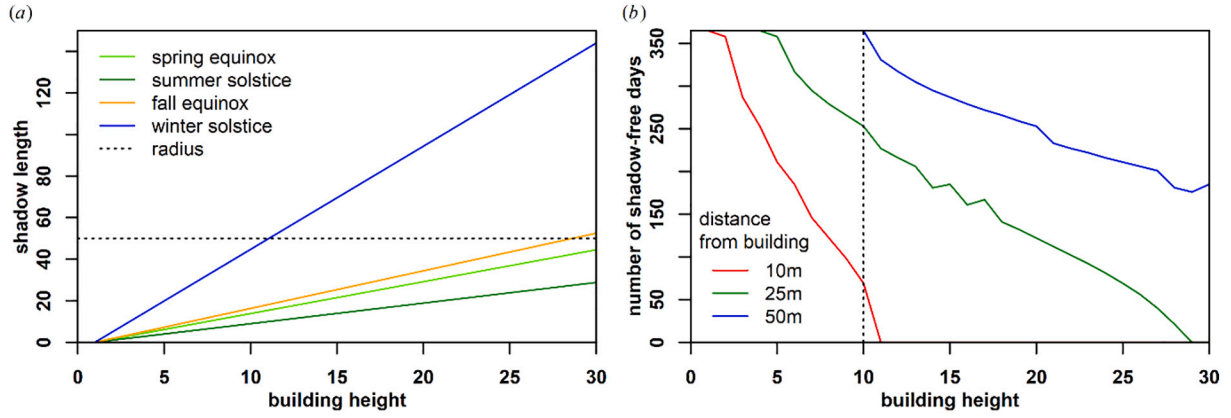 (a)
shadow length
0 20 40 60 80 120
spring equinox
summer solstice
fall equinox
winter solstice
radius
0 5 10 15 20 25 30
building height
(b)
number of shadow-free days
0 50 150 250 350
distance
from building
10m
25m
50m
0 5 10 15 20 25 30
building height